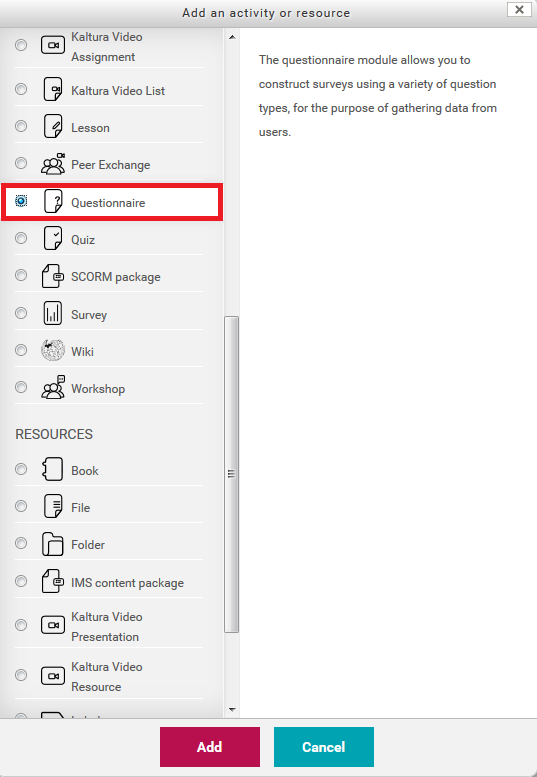 Add an activity or resource
Kaltura Video
Assignment
Kaltura Video List
Lesson
Peer Exchange
Questionnaire
Quiz
SCORM package
Survey
Wiki
Workshop
RESOURCES
Book
File
Folder
IMS content package
Kaltura Video
Presentation
Kaltura Video
Resource
The questionnaire module allows you to
construct surveys using a variety of question
types, for the purpose of gathering data from
users.
Add
Cancel